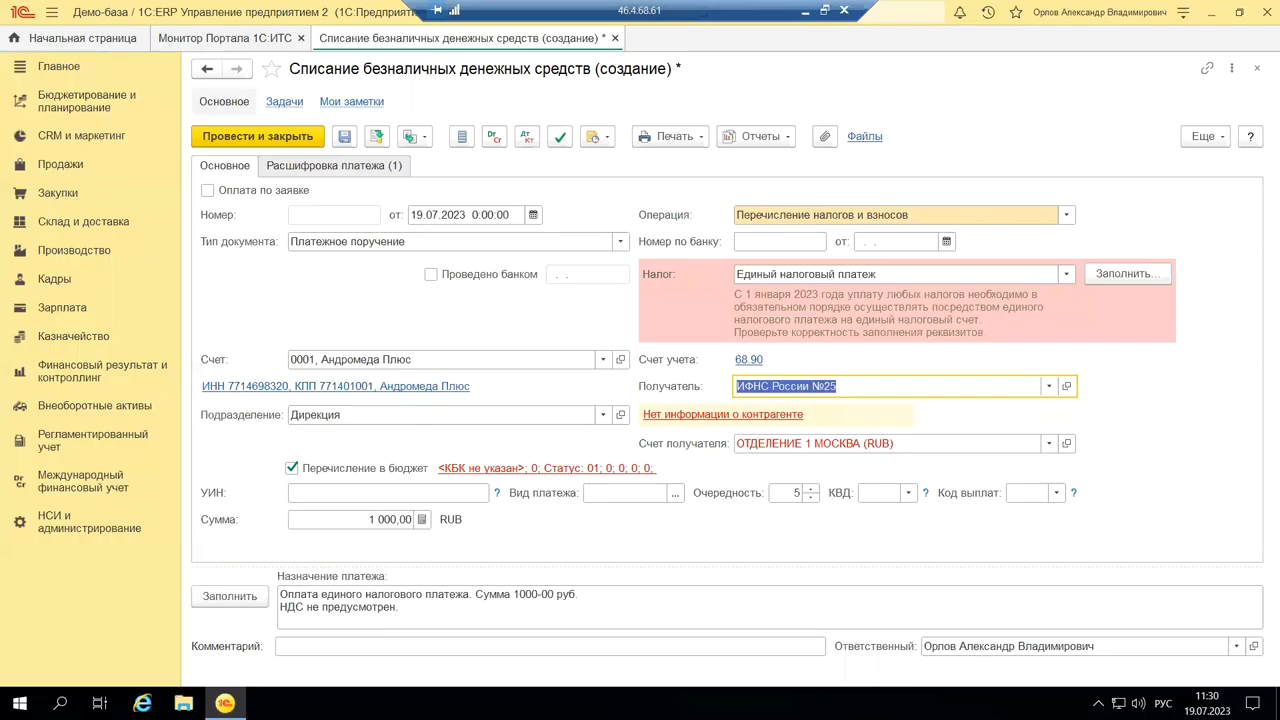 Демо-база / 1С:ERP Управление предприятием 2 (1С:Предприят
46.4.68.61
Орлов Александр Владимирович
Начальная страница
Монитор Портала 1С:ИТС ×
Списание безналичных денежных средств (создание) * ×
Главное
Бюджетирование и
планирование
CRM и маркетинг
Продажи
Закупки
Склад и доставка
Производство
Кадры
Зарплата
Казначейство
Финансовый результат и
контроллинг
Внеоборотные активы
Регламентированный
учет
Международный
финансовый учет
НСИ и
администрирование
Списание безналичных денежных средств (создание) *
Основное Задачи Мои заметки
Провести и закрыть Dr Cr Дт Кт Печать Отчеты Файлы Еще ?
Основное Расшифровка платежа (1)
Оплата по заявке
Номер: от: 19.07.2023 0:00:00 Операция: Перечисление налогов и взносов
Тип документа: Платежное поручение Номер по банку: от: . .
Проведено банком . . Налог: Единый налоговый платеж Заполнить...
С 1 января 2023 года уплату любых налогов необходимо в
обязательном порядке осуществлять посредством единого
налогового платежа на единый налоговый счет.
Проверьте корректность заполнения реквизитов.
Счет: 0001, Андромеда Плюс Счет учета: 68.90
ИНН 7714698320, КПП 771401001, Андромеда Плюс Получатель: ИФНС России №25
Подразделение: Дирекция Нет информации о контрагенте
Счет получателя: ОТДЕЛЕНИЕ 1 МОСКВА (RUB)
Перечисление в бюджет <КБК не указан>; 0; Статус: 01; 0; 0; 0; 0;
УИН: ? Вид платежа: ... Очередность: 5 КВД: ? Код выплат: ?
Сумма: 1 000,00 RUB
Назначение платежа:
Заполнить Оплата единого налогового платежа. Сумма 1000-00 руб.
НДС не предусмотрен.
Комментарий: Ответственный: Орлов Александр Владимирович
РУС
11:30
19.07.2023